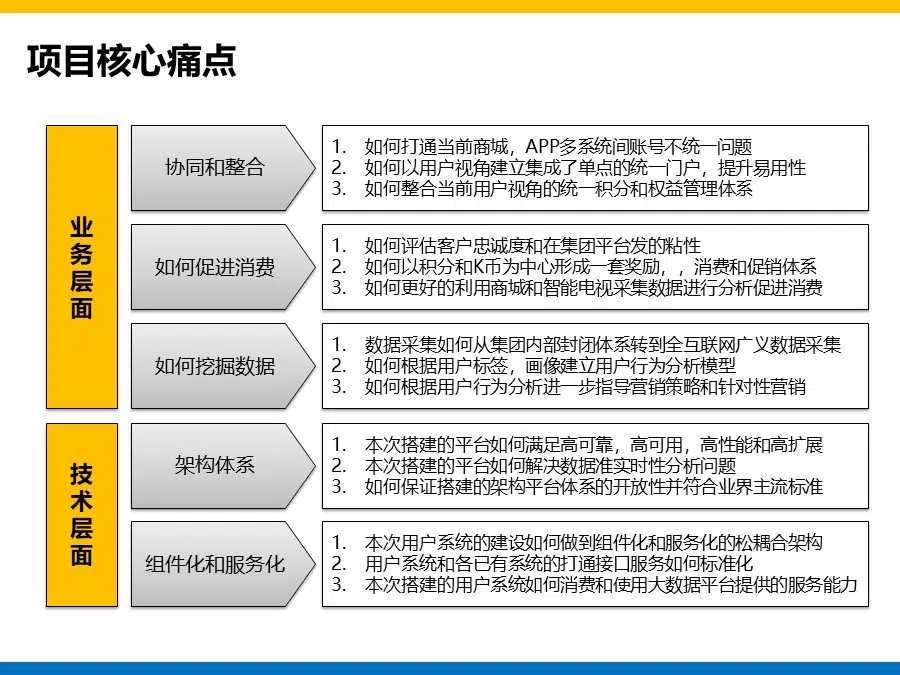 项目核心痛点
业务层面
协同和整合
1. 如何打通当前商城，APP多系统间账号不统一问题
2. 如何以用户视角建立集成了单点的统一门户，提升易用性
3. 如何整合当前用户视角的统一积分和权益管理体系
如何促进消费
1. 如何评估客户忠诚度和在集团平台发的粘性
2. 如何以积分和K币为中心形成一套奖励，，消费和促销体系
3. 如何更好的利用商城和智能电视采集数据进行分析促进消费
如何挖掘数据
1. 数据采集如何从集团内部封闭体系转到全互联网广义数据采集
2. 如何根据用户标签，画像建立用户行为分析模型
3. 如何根据用户行为分析进一步指导营销策略和针对性营销
技术层面
架构体系
1. 本次搭建的平台如何满足高可靠，高可用，高性能和高扩展
2. 本次搭建的平台如何解决数据准实时性分析问题
3. 如何保证搭建的架构平台体系的开放性并符合业界主流标准
组件化和服务化
1. 本次用户系统的建设如何做到组件化和服务化的松耦合架构
2. 用户系统和各已有系统的打通接口服务如何标准化
3. 本次搭建的用户系统如何消费和使用大数据平台提供的服务能力